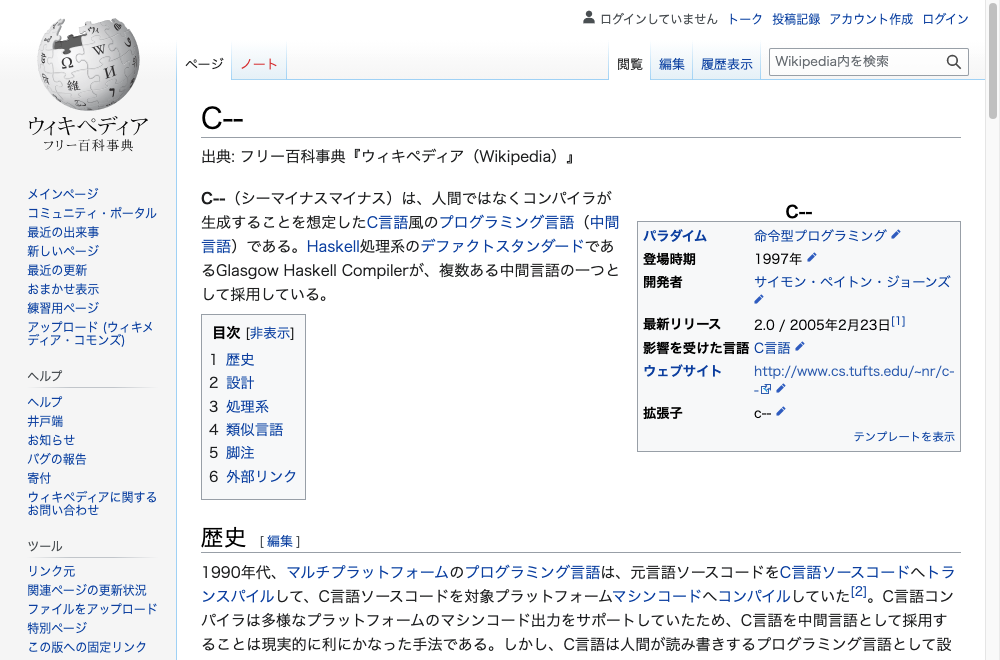 ログインしていません トーク 投稿記録 アカウント作成 ログイン
ページ ノート 閲覧 編集 履歴表示 Wikipedia内を検索
ウィキペディア
フリー百科事典
メインページ
コミュニティ・ポータル
最近の出来事
新しいページ
最近の更新
おまかせ表示
練習用ページ
アップロード (ウィキメ
ディア・コモンズ)
ヘルプ
ヘルプ
井戸端
お知らせ
バグの報告
寄付
ウィキペディアに関する
お問い合わせ
ツール
リンク元
関連ページの更新状況
ファイルをアップロード
特別ページ
この版への固定リンク
C--
出典: フリー百科事典『ウィキペディア（Wikipedia）』
C--（シーマイナスマイナス）は、人間ではなくコンパイラが
生成することを想定したC言語風のプログラミング言語（中間
言語）である。Haskell処理系のデファクトスタンダードであ
るGlasgow Haskell Compilerが、複数ある中間言語の一つと
して採用している。
C--
パラダイム 命令型プログラミング
登場時期 1997年
開発者 サイモン・ペイトン・ジョーンズ
最新リリース 2.0 / 2005年2月23日[1]
影響を受けた言語 C言語
ウェブサイト http://www.cs.tufts.edu/~nr/c-
-
拡張子 c--
テンプレートを表示
目次 [非表示]
1 歴史
2 設計
3 処理系
4 類似言語
5 脚注
6 外部リンク
歴史 [編集]
1990年代、マルチプラットフォームのプログラミング言語は、元言語ソースコードをC言語ソースコードへトラ
ンスパイルして、C言語ソースコードを対象プラットフォームマシンコードへコンパイルしていた[2]。C言語コン
パイラは多様なプラットフォームのマシンコード出力をサポートしていたため、C言語を中間言語として採用す
ることは現実的に利にかなった手法である。しかし、C言語は人間が読み書きするプログラミング言語として設